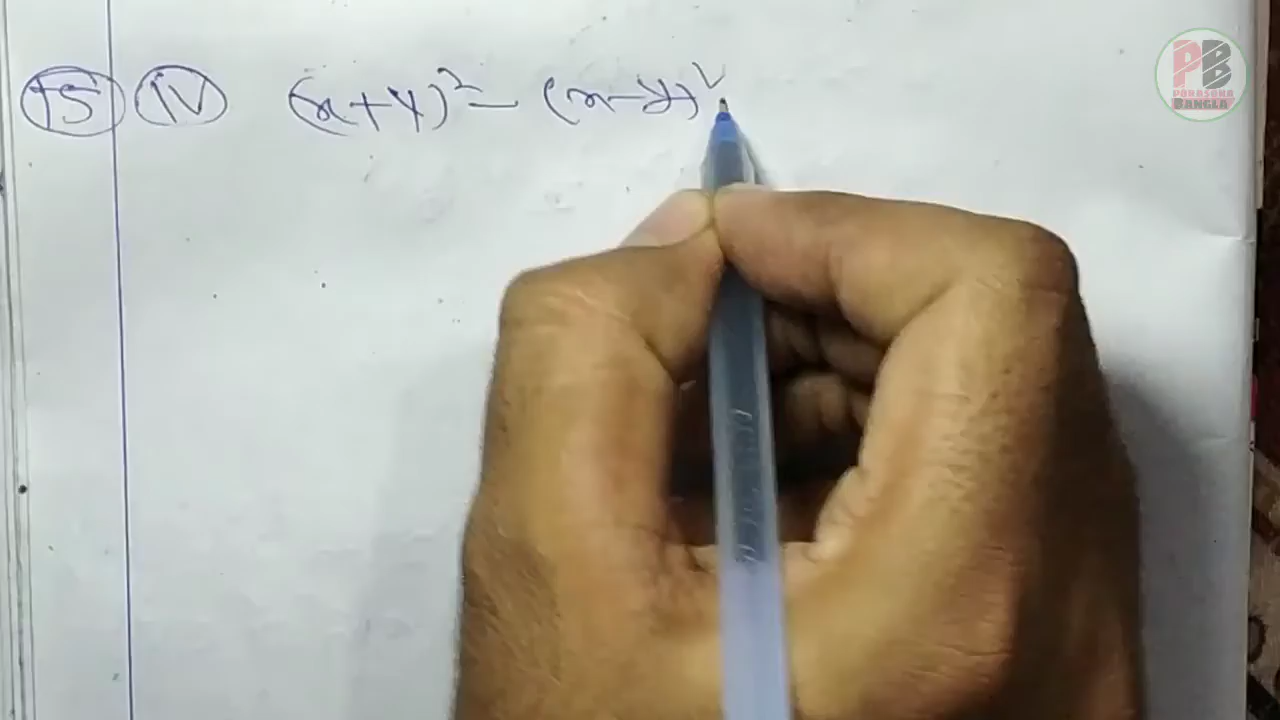 15 iv (x+y)² - (x-y)²
PB
PORASONA
BANGLA